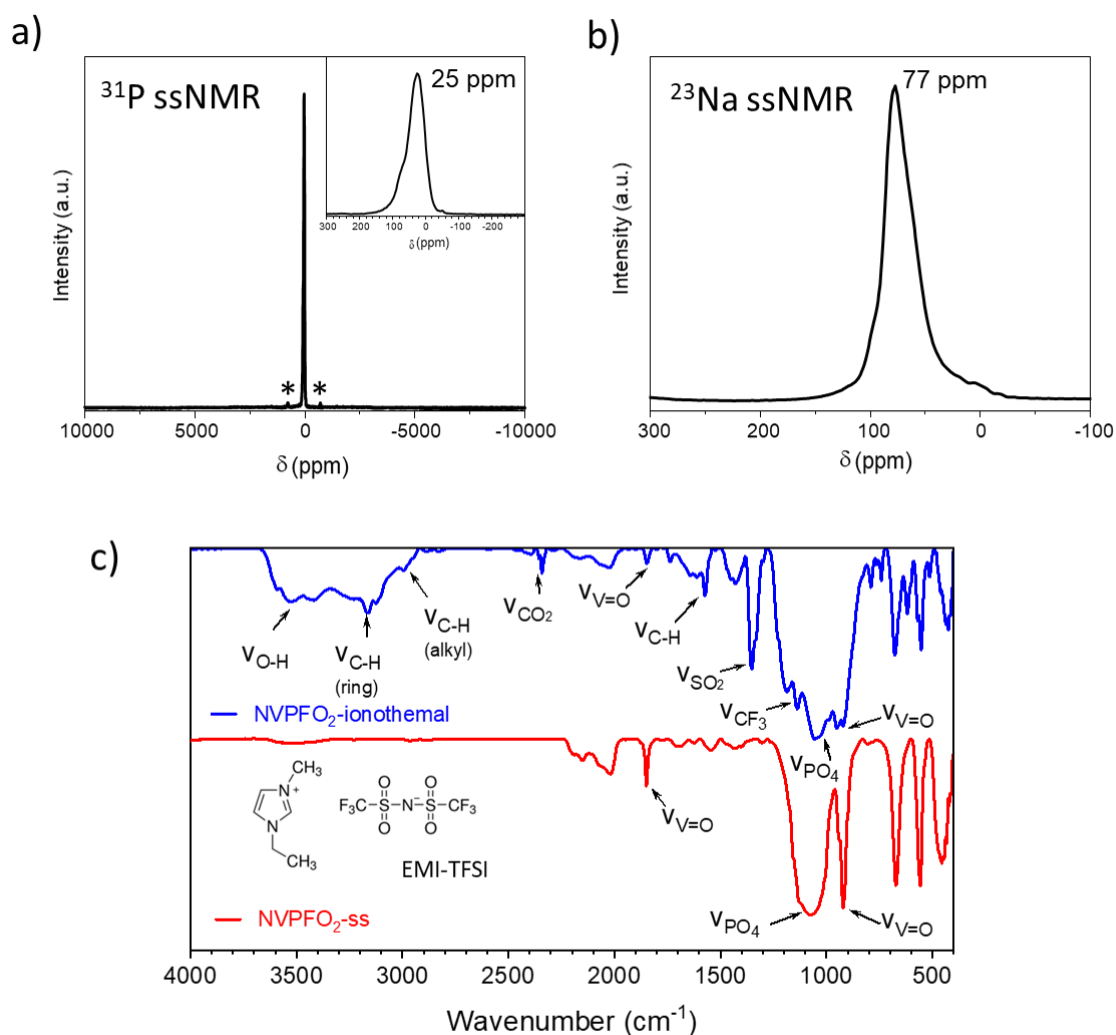 a)
³¹P ssNMR
25 ppm
300 200 100 0 -100 -200
δ (ppm)
* *
Intensity (a.u.)
10000 5000 0 -5000 -10000
δ (ppm)
b)
77 ppm
²³Na ssNMR
Intensity (a.u.)
300 200 100 0 -100
δ (ppm)
c)
νO-H
νC-H
(ring)
νC-H
(alkyl)
νCO₂
νV=O
νC-H
νSO₂
νCF₃
νPO₄
νV=O
NVPFO₂-ionothemal
νV=O
CH₃
N
+
N
CH₃
O O
F₃C-S-N⁻-S-CF₃
O O
EMI-TFSI
NVPFO₂-ss
νPO₄
νV=O
4000 3500 3000 2500 2000 1500 1000 500
Wavenumber (cm⁻¹)